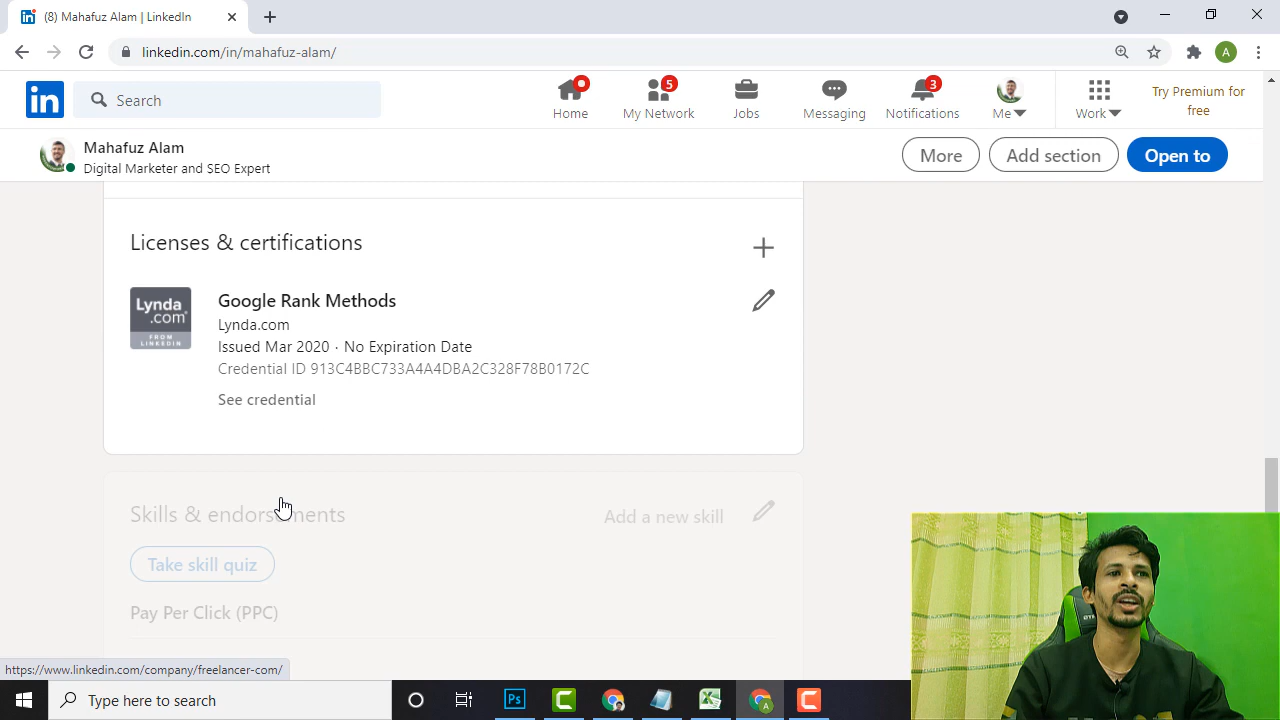 (8) Mahafuz Alam | LinkedIn
linkedin.com/in/mahafuz-alam/
A
in
Search
Home
5
My Network
Jobs
Messaging
3
Notifications
Me
Work
Try Premium for
free
Mahafuz Alam
Digital Marketer and SEO Expert
More
Add section
Open to
Licenses & certifications
Lynda
.com
FROM
LINKEDIN
Google Rank Methods
Lynda.com
Issued Mar 2020 · No Expiration Date
Credential ID 913C4BBC733A4A4DBA2C328F78B0172C
See credential
Skills & endorsements
Add a new skill
Take skill quiz
Pay Per Click (PPC)
https://www.linkedin.com/company/freelancer-com/
Type here to search
Ps